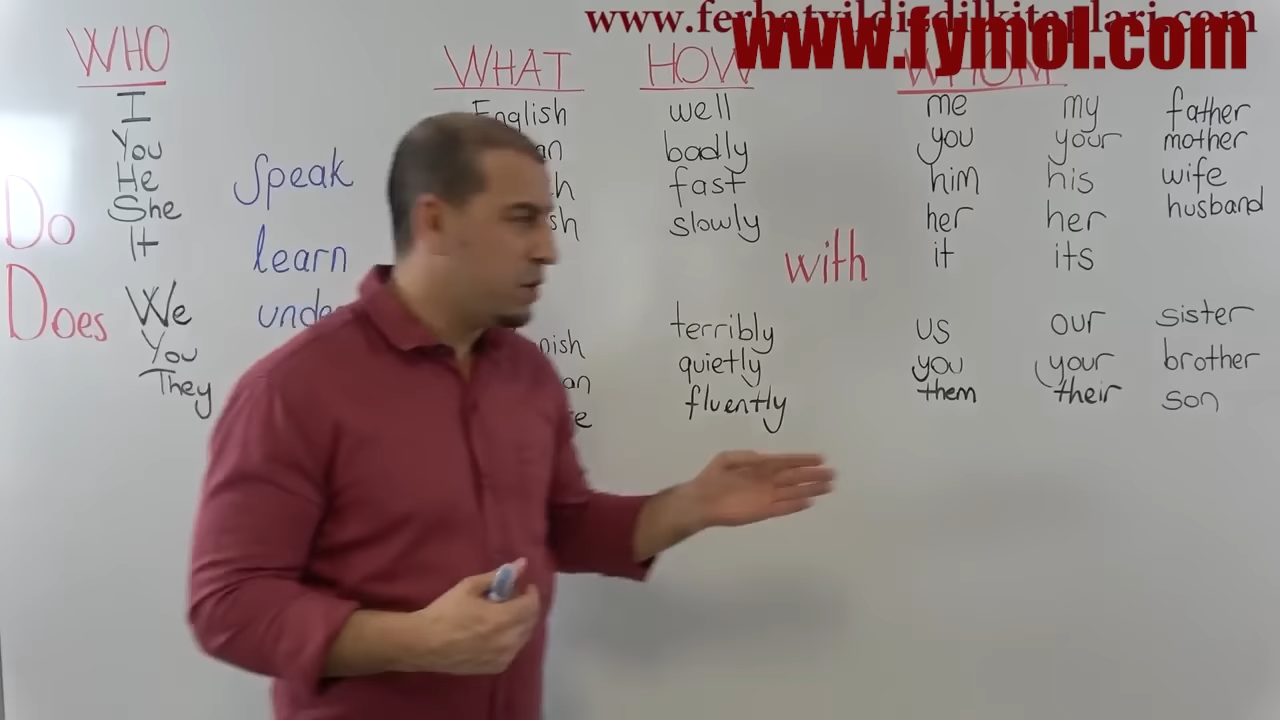 www.ferhatyildizdilkitaplari.com
www.fymol.com
WHO WHAT HOW WHOM
I English well me my father
You badly you your mother
He Speak fast him his wife
She slowly her her husband
Do It learn with it its
Does We terribly us our sister
You quietly you your brother
They fluently them their son